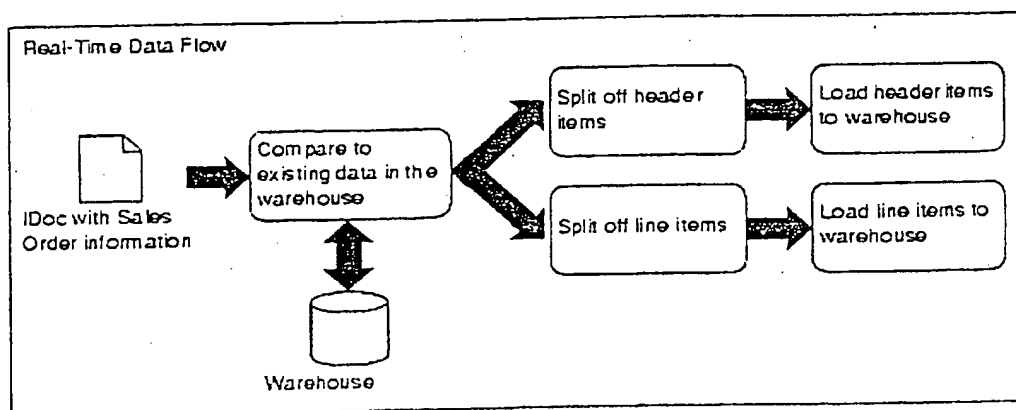 Real-Time Data Flow
IDoc with Sales
Order information
Compare to
existing data in the
warehouse
Warehouse
Split off header
items
Load header items
to warehouse
Split off line items
Load line items to
warehouse